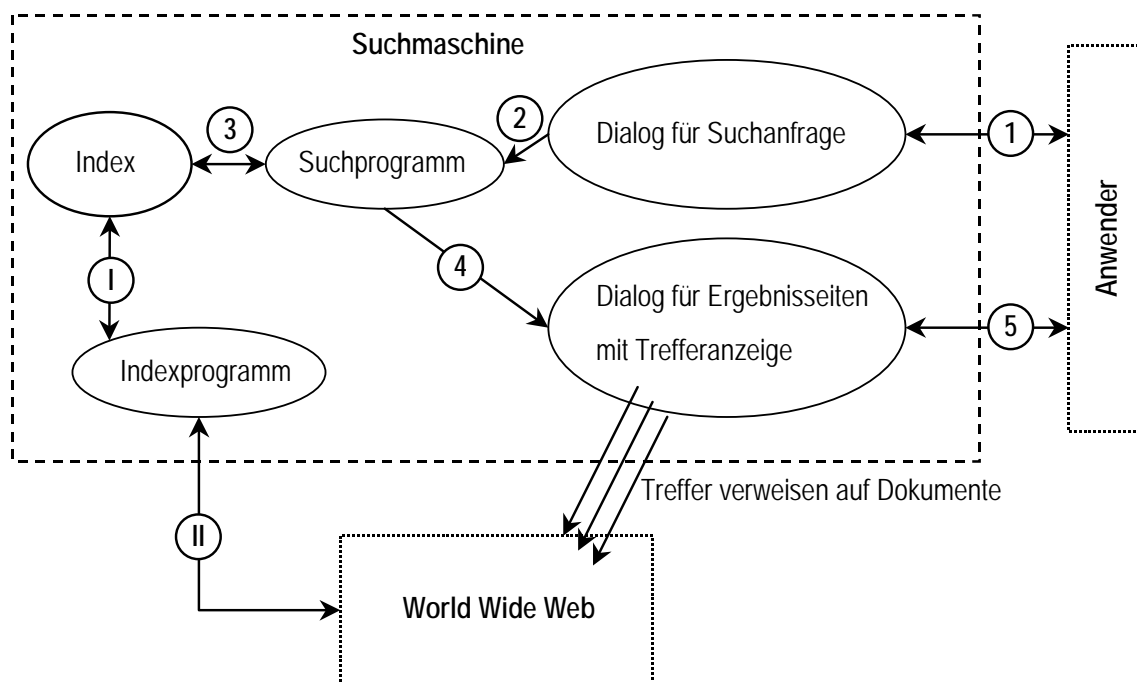 Suchmaschine
3
2
1
Index
Suchprogramm
Dialog für Suchanfrage
Anwender
I
4
Dialog für Ergebnisseiten
mit Trefferanzeige
5
Indexprogramm
Treffer verweisen auf Dokumente
II
World Wide Web